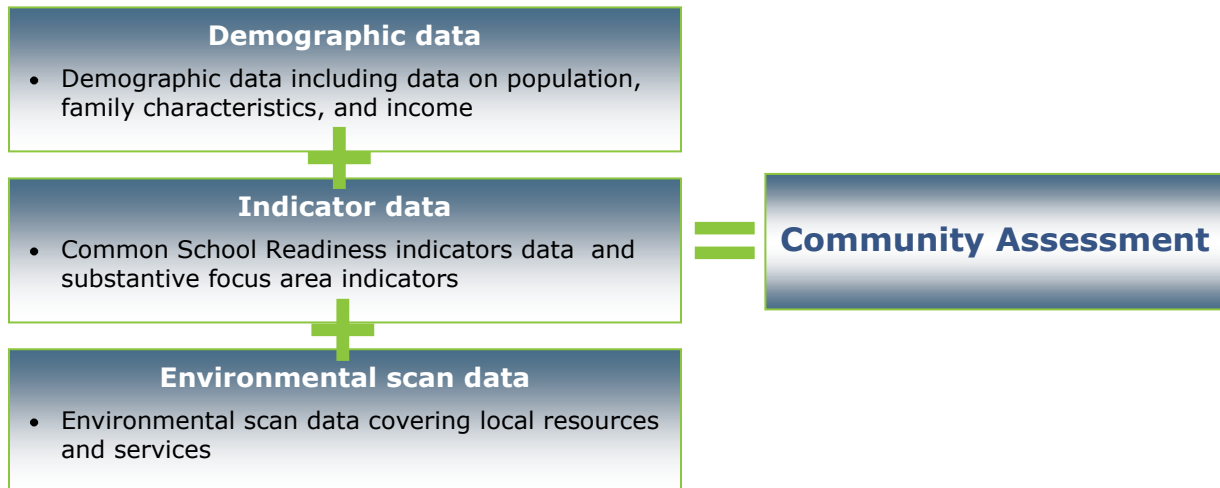 Demographic data
• Demographic data including data on population,
family characteristics, and income
+
Indicator data
• Common School Readiness indicators data and
substantive focus area indicators
+
Environmental scan data
• Environmental scan data covering local resources
and services
=
Community Assessment